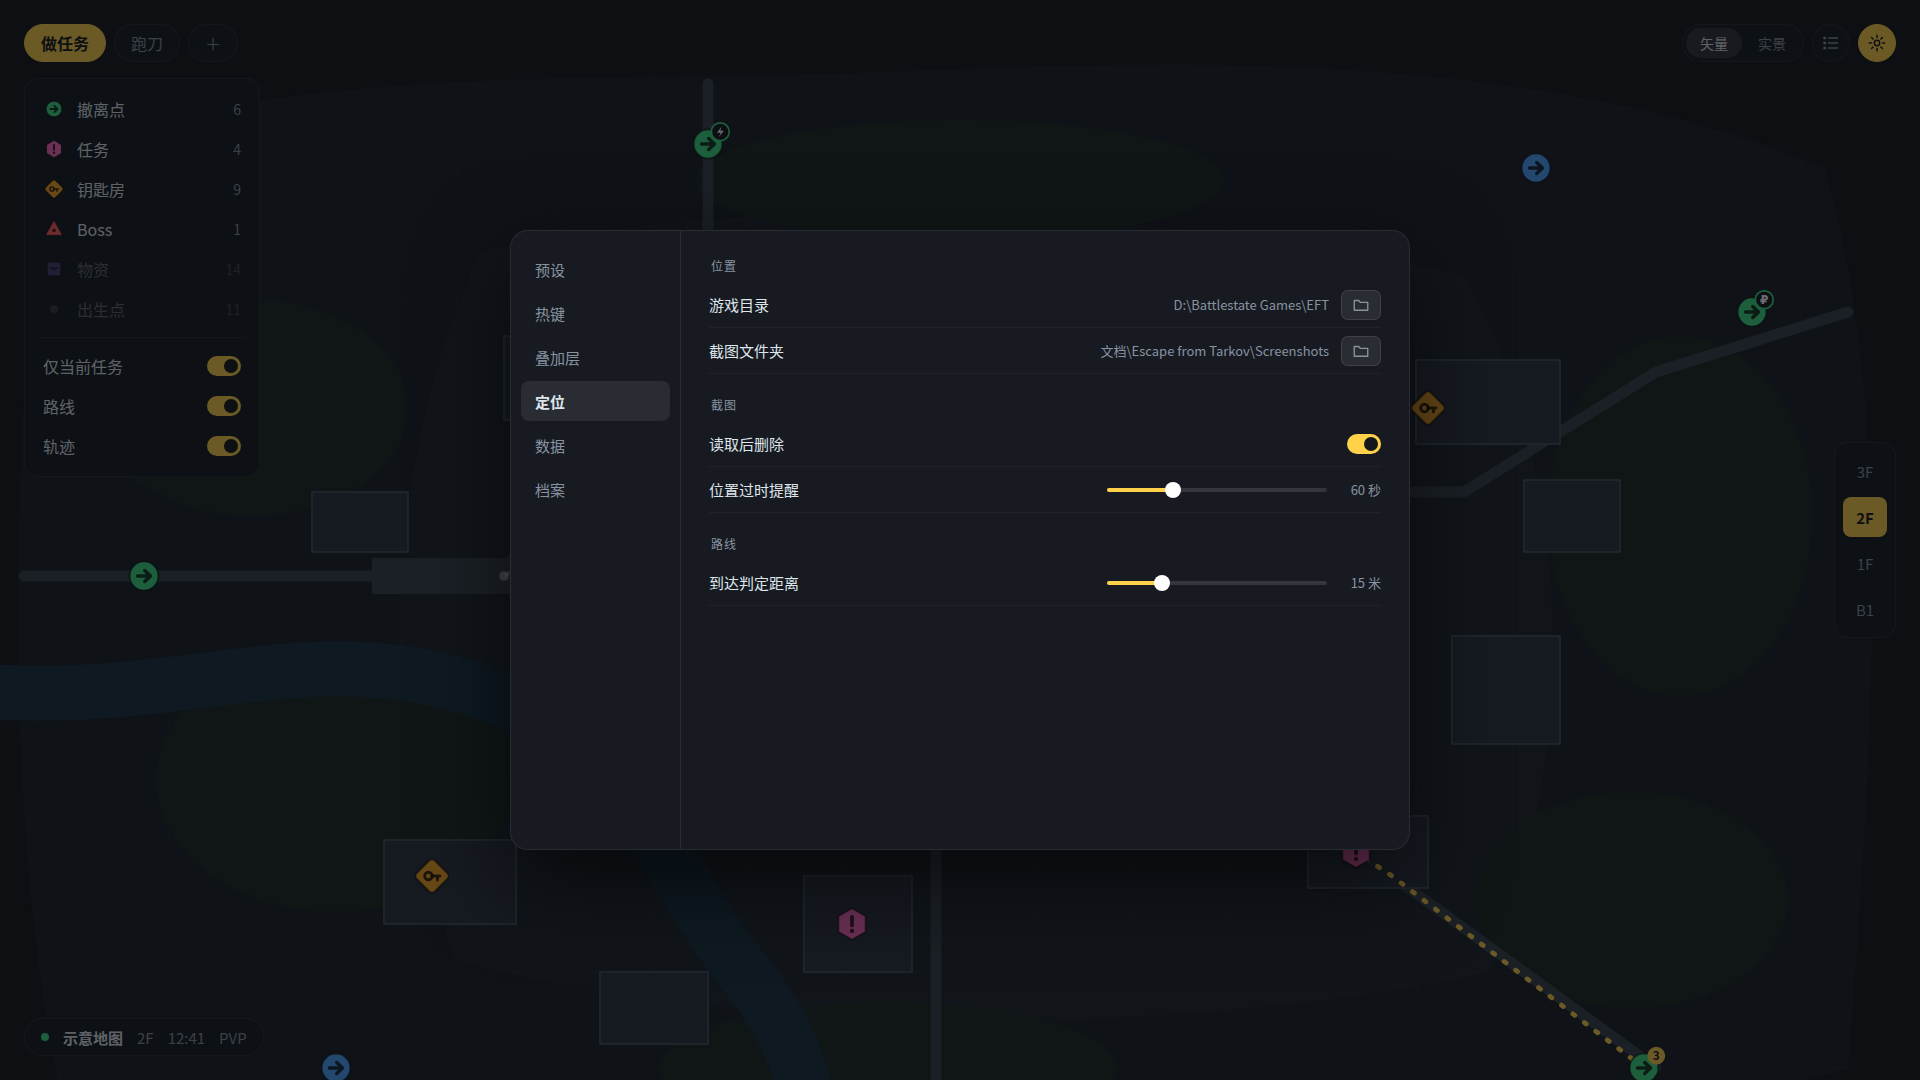 做任务
跑刀
矢量
实景
撤离点 6
任务 4
钥匙房 9
Boss 1
物资 14
出生点 11
仅当前任务
路线
轨迹
预设
热键
叠加层
定位
数据
档案
位置
游戏目录 D:\Battlestate Games\EFT
截图文件夹 文档\Escape from Tarkov\Screenshots
截图
读取后删除
位置过时提醒 60 秒
路线
到达判定距离 15 米
₽
3F
2F
1F
B1
3
示意地图 2F 12:41 PVP